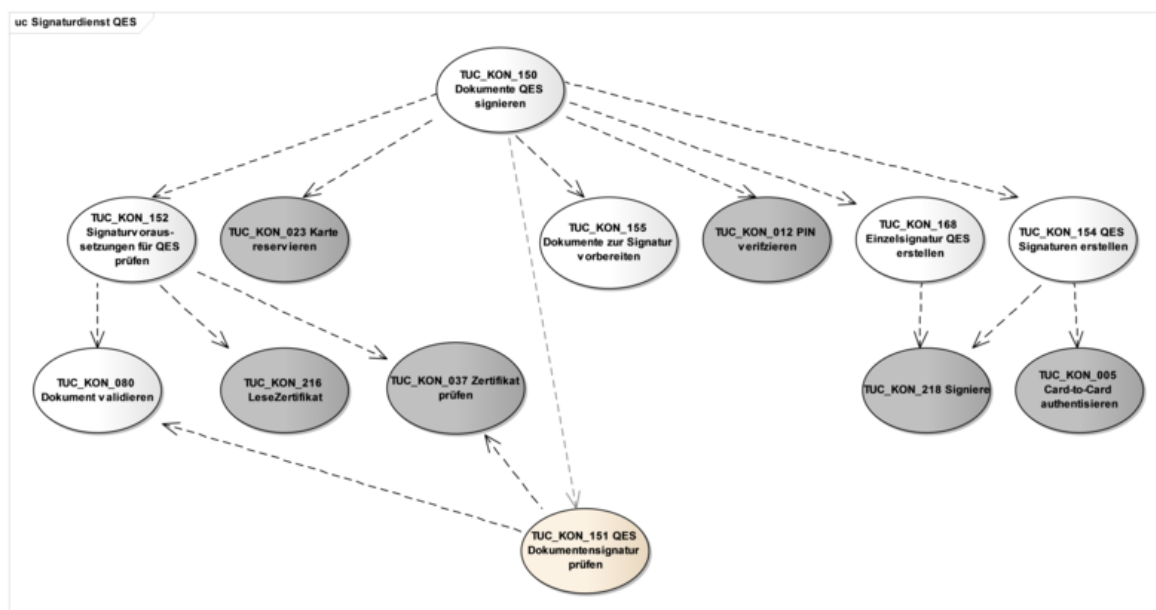 uc Signaturdienst QES
TUC_KON_150
Dokumente QES
signieren
TUC_KON_152
Signaturvoraus-
setzungen für QES
prüfen
TUC_KON_023 Karte
reservieren
TUC_KON_155
Dokumente zur Signatur
vorbereiten
TUC_KON_012 PIN
verifzieren
TUC_KON_168
Einzelsignatur QES
erstellen
TUC_KON_154 QES
Signaturen erstellen
TUC_KON_080
Dokument validieren
TUC_KON_216
LeseZertifikat
TUC_KON_037 Zertifikat
prüfen
TUC_KON_218 Signiere
TUC_KON_005
Card-to-Card
authentisieren
TUC_KON_151 QES
Dokumentensignatur
prüfen